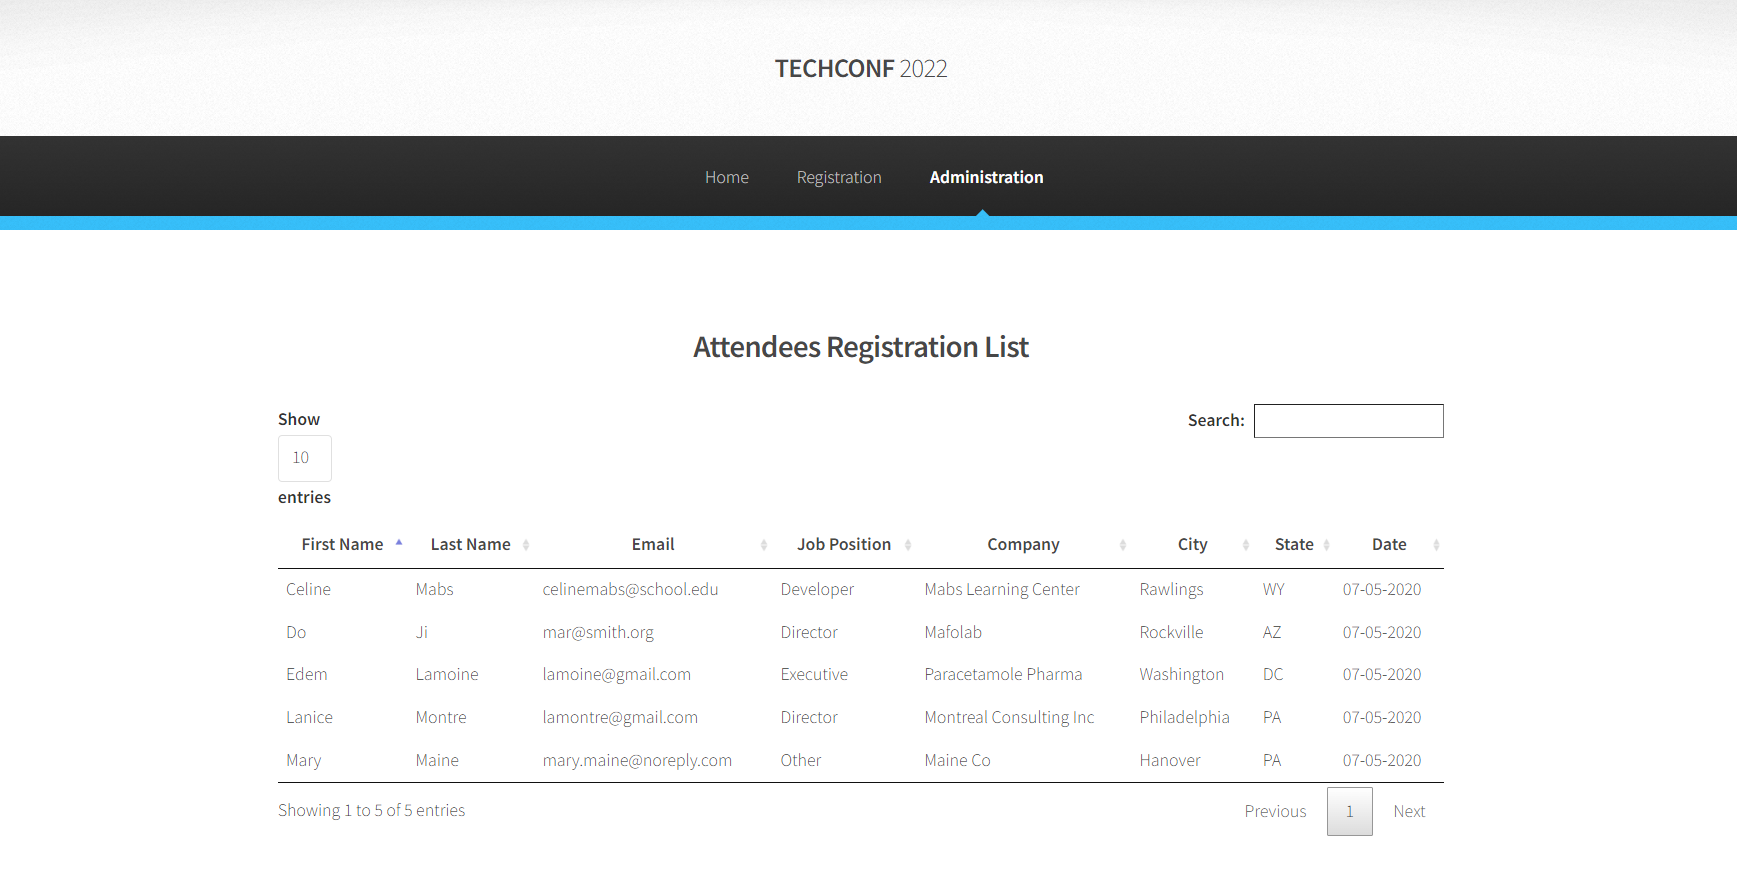 TECHCONF 2022
Home Registration Administration
Attendees Registration List
Show
10
entries
Search:
First Name Last Name Email Job Position Company City State Date
Celine Mabs celinemabs@school.edu Developer Mabs Learning Center Rawlings WY 07-05-2020
Do Ji mar@smith.org Director Mafolab Rockville AZ 07-05-2020
Edem Lamoine lamoine@gmail.com Executive Paracetamole Pharma Washington DC 07-05-2020
Lanice Montre lamontre@gmail.com Director Montreal Consulting Inc Philadelphia PA 07-05-2020
Mary Maine mary.maine@noreply.com Other Maine Co Hanover PA 07-05-2020
Showing 1 to 5 of 5 entries
Previous 1 Next